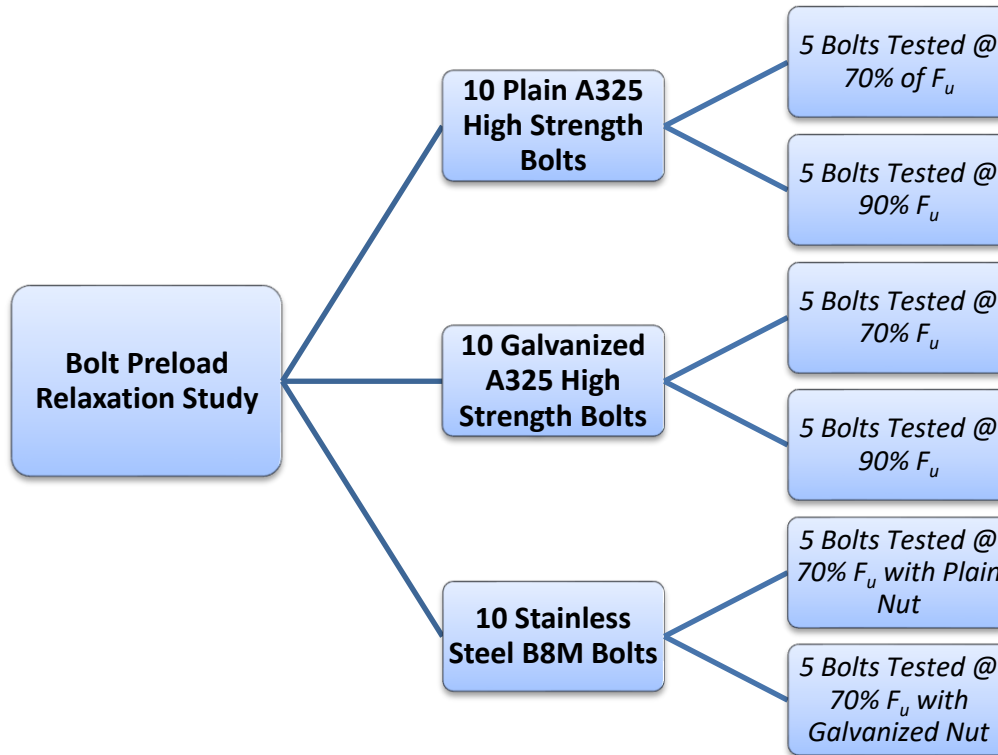 Bolt Preload
Relaxation Study
10 Plain A325
High Strength
Bolts
5 Bolts Tested @
70% of Fu
5 Bolts Tested @
90% Fu
10 Galvanized
A325 High
Strength Bolts
5 Bolts Tested @
70% Fu
5 Bolts Tested @
90% Fu
10 Stainless
Steel B8M Bolts
5 Bolts Tested @
70% Fu with Plain
Nut
5 Bolts Tested @
70% Fu with
Galvanized Nut